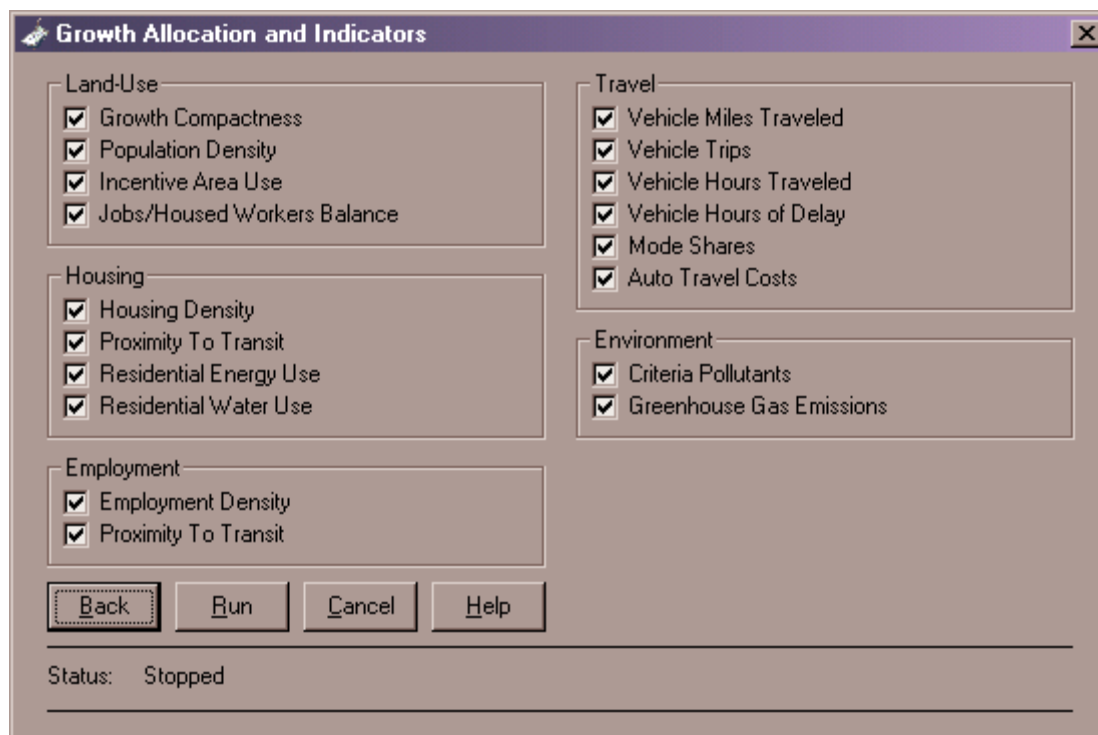 Growth Allocation and Indicators
Land-Use
Growth Compactness
Population Density
Incentive Area Use
Jobs/Housed Workers Balance
Housing
Housing Density
Proximity To Transit
Residential Energy Use
Residential Water Use
Employment
Employment Density
Proximity To Transit
Travel
Vehicle Miles Traveled
Vehicle Trips
Vehicle Hours Traveled
Vehicle Hours of Delay
Mode Shares
Auto Travel Costs
Environment
Criteria Pollutants
Greenhouse Gas Emissions
Back Run Cancel Help
Status: Stopped